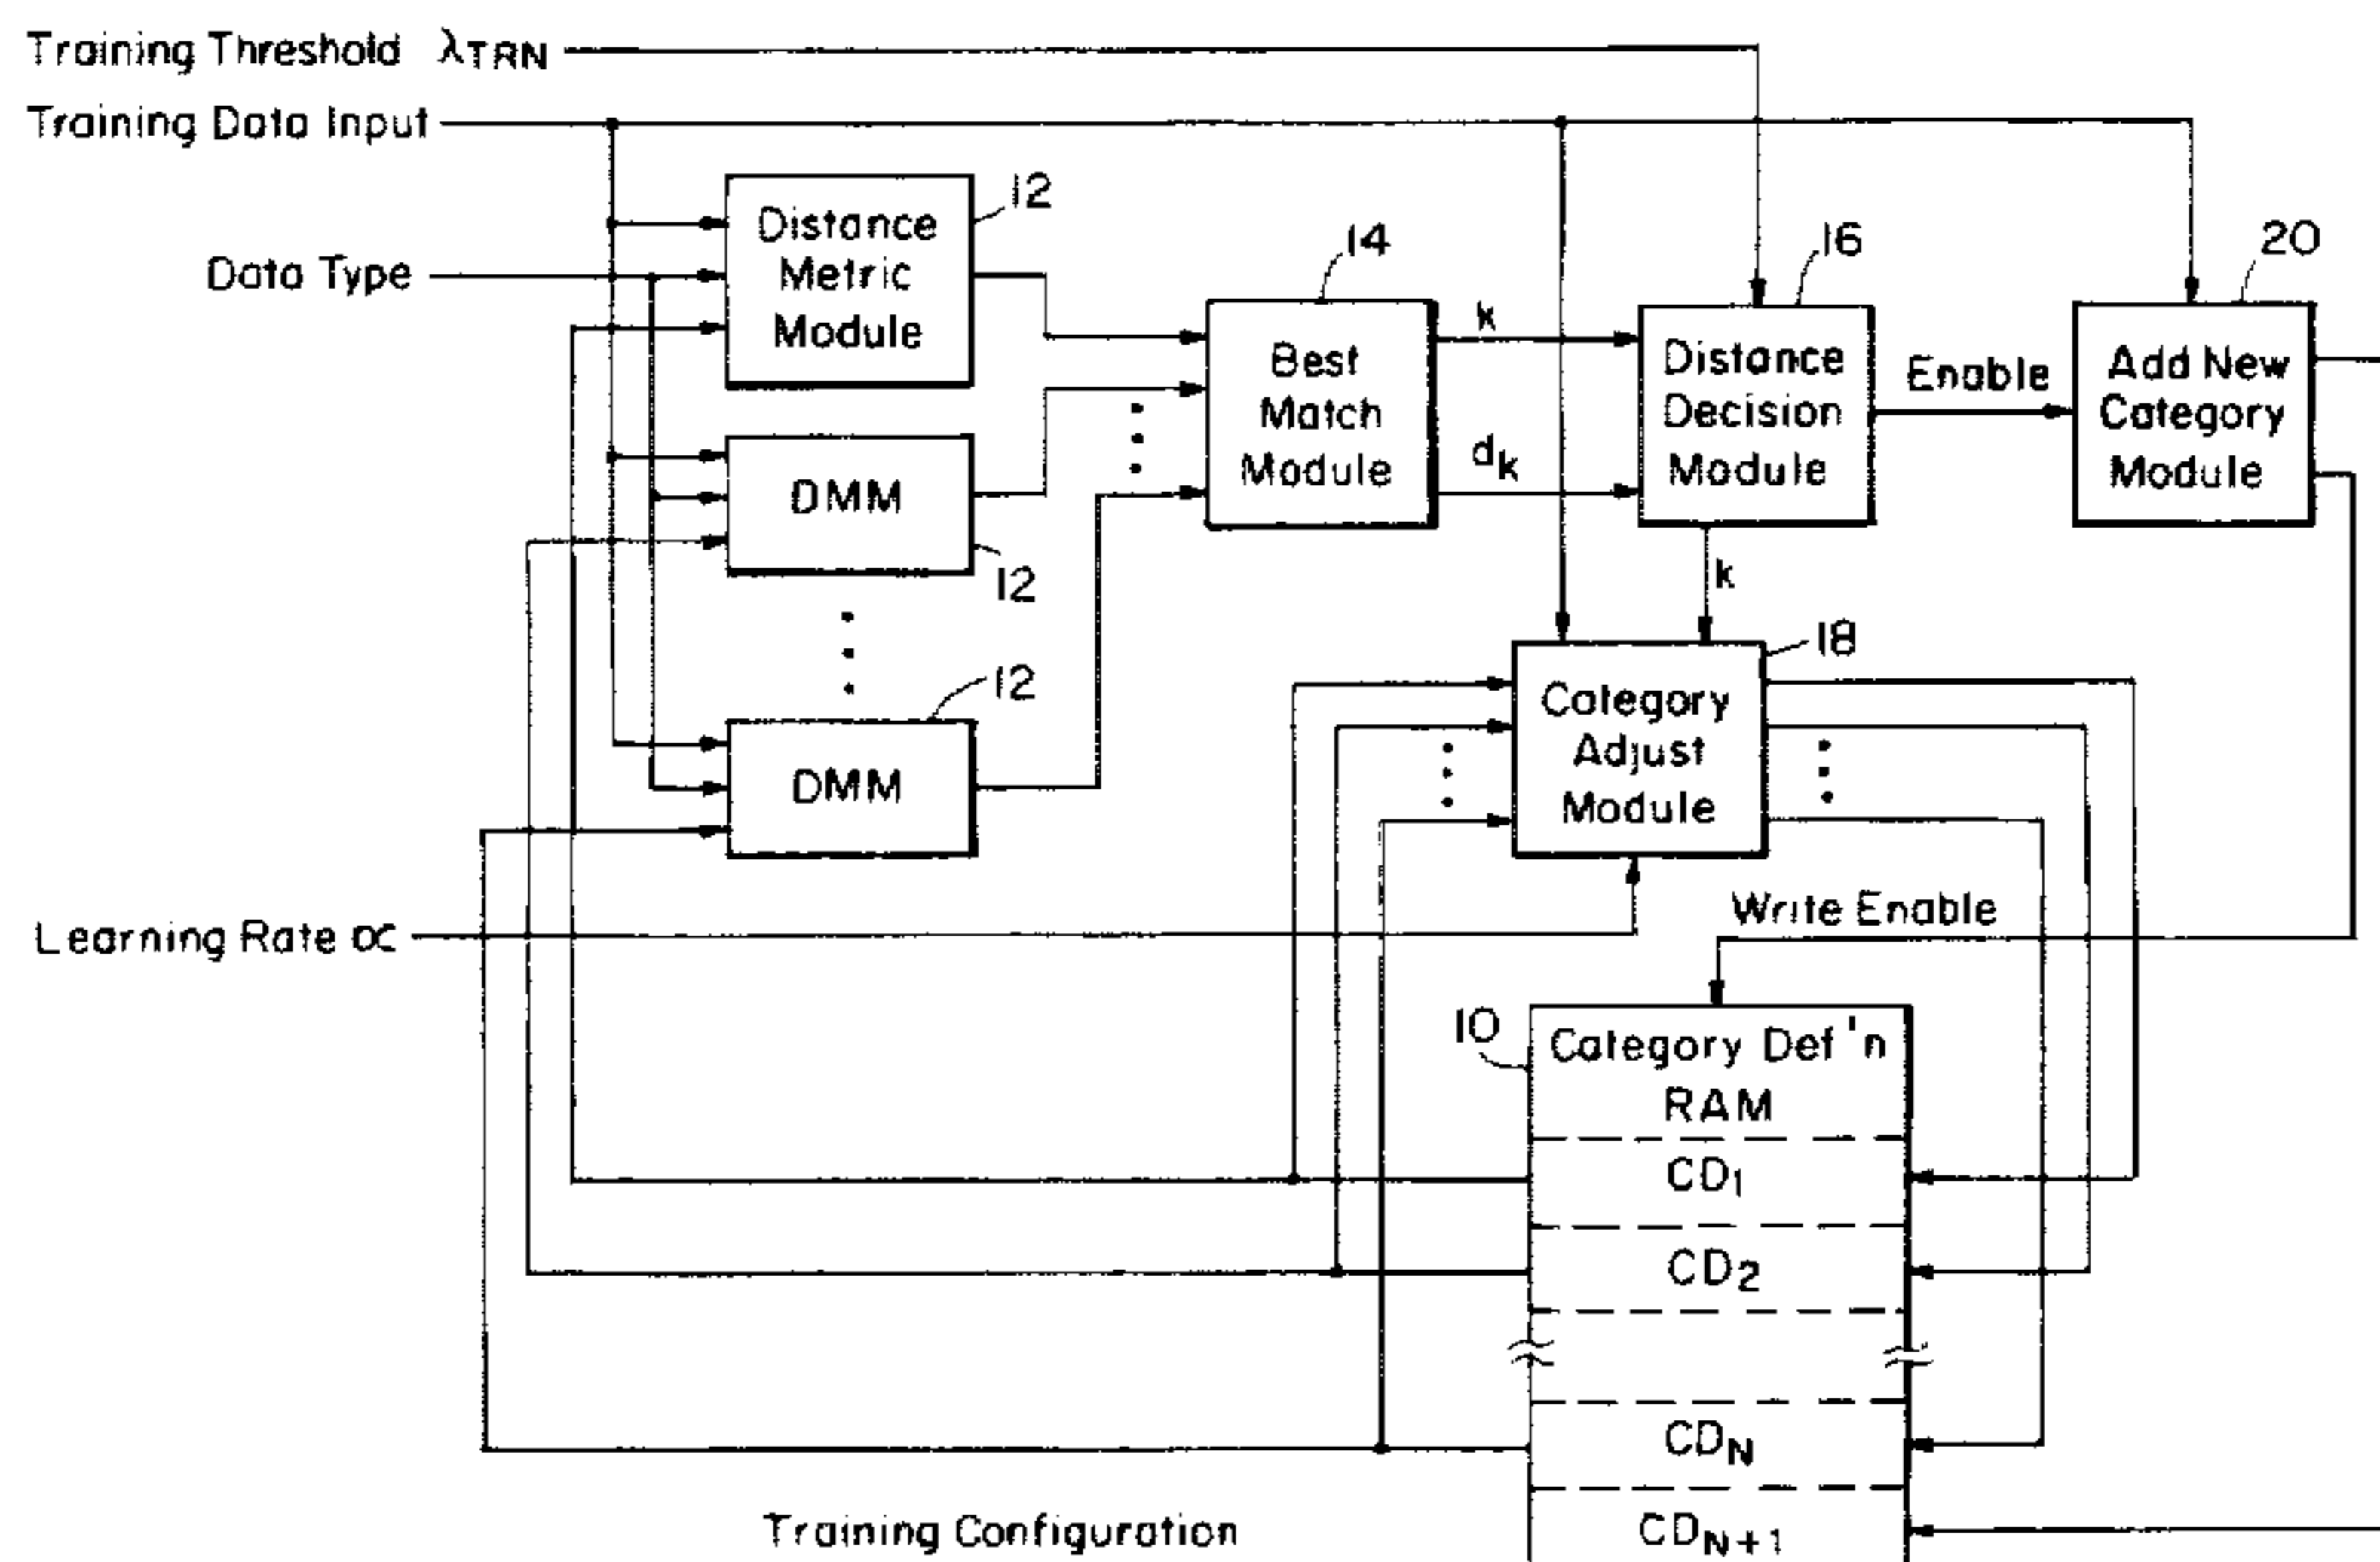 Training Threshold λTRN
Training Data Input
Data Type
Learning Rate ∝
Distance
Metric
Module
12
DMM
12
DMM
12
14
Best
Match
Module
k
dk
16
Distance
Decision
Module
k
Enable
20
Add New
Category
Module
18
Category
Adjust
Module
Write Enable
10
Category Def'n
RAM
CD1
CD2
CDN
CDN+1
Training Configuration